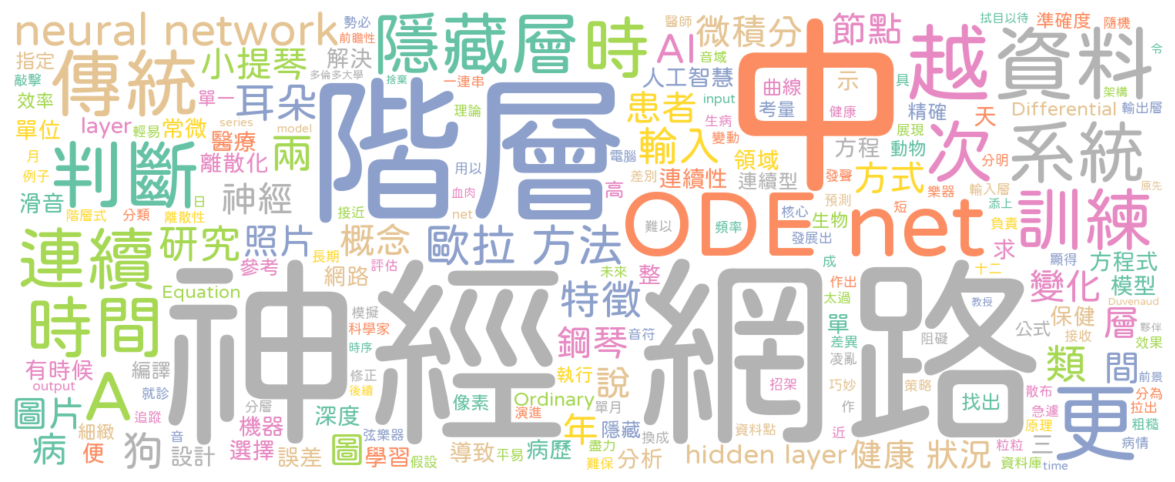 neural network
勢必
前瞻性
隱藏層
時
醫師
微積分
節點
拭目以待
準確度
隨機
令
指定
傳統
小提琴
解決
多倫多大學
捨棄
一連串
音域
AI
人工智慧
曲線
示
越
資料
架構
敲擊
效率
單一
耳朵
階層
理論
input
中
考量
健康
具
精確
天
Differential
輸出層
單位
layer
輕易
常微
series
model
患者
生病
變動
展現
動物
次
系統
分明
月
例子
判斷
醫療
離散化
兩
電腦
輸入
領域
方程
方式
發聲
樂器
輸入層
原先
滑音
階層式
分類
日
離散性
神經
用以
血肉
差別
高
連續性
連續型
預測
短
添上
連續
研究
照片
概念
接近
net
歐拉 方法
ODE net
難以
頻率
核心
發展出
生物
負責
訓練
參考
長期
網路
評估
未來
整
成
求
顯得
十二
方程式
時間
Equation
神經網路
模擬
科學家
時序
特徵
音符
作出
太過
教授
變化
模型
Duvenaud
有時候
編譯
修正
後續
鋼琴
單
差異
阻礙
公式
保健
接收
層
夥伴
效果
output
就診
追蹤
A
分層
演進
執行
說
招架
凌亂
巧妙
策略
類
間
前景
圖片
機器
深度
像素
Ordinary
單月
作
找出
散布
急遽
分為
拉出
細緻
音
弦樂器
年
隱藏
換成
資料點
近
原理
粗糙
更
病
便
狗
設計
選擇
誤差
圖
學習
假設
導致
平易
病歷
盡力
難保
分析
hidden layer
健康 狀況
粒粒
三
資料庫
time
病情